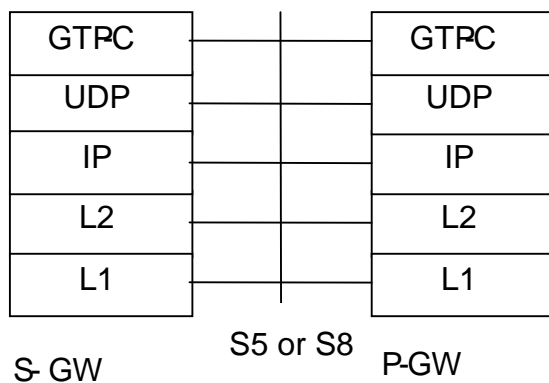 GTP-C GTP-C
UDP UDP
IP IP
L2 L2
L1 L1
S- GW S5 or S8 P-GW